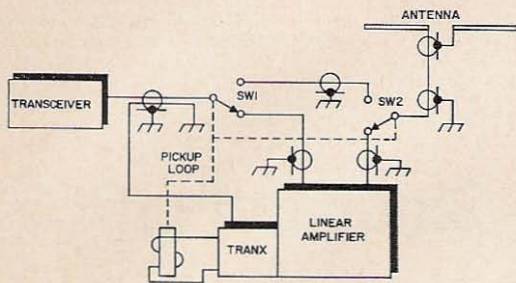 ANTENNA
TRANSCEIVER
SW1
SW2
PICKUP
LOOP
TRANX
LINEAR
AMPLIFIER